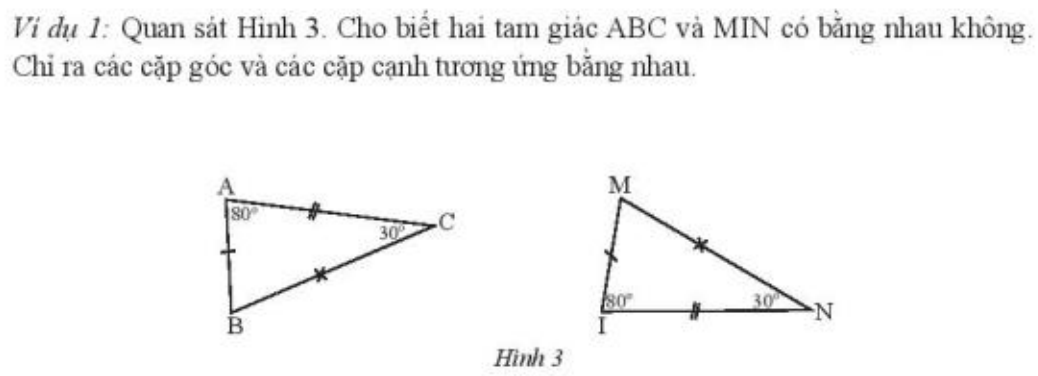 Ví dụ 1: Quan sát Hình 3. Cho biết hai tam giác ABC và MIN có bằng nhau không.
Chỉ ra các cặp góc và các cặp cạnh tương ứng bằng nhau.
A
80°
30°
C
B
M
80°
30°
I
N
Hình 3